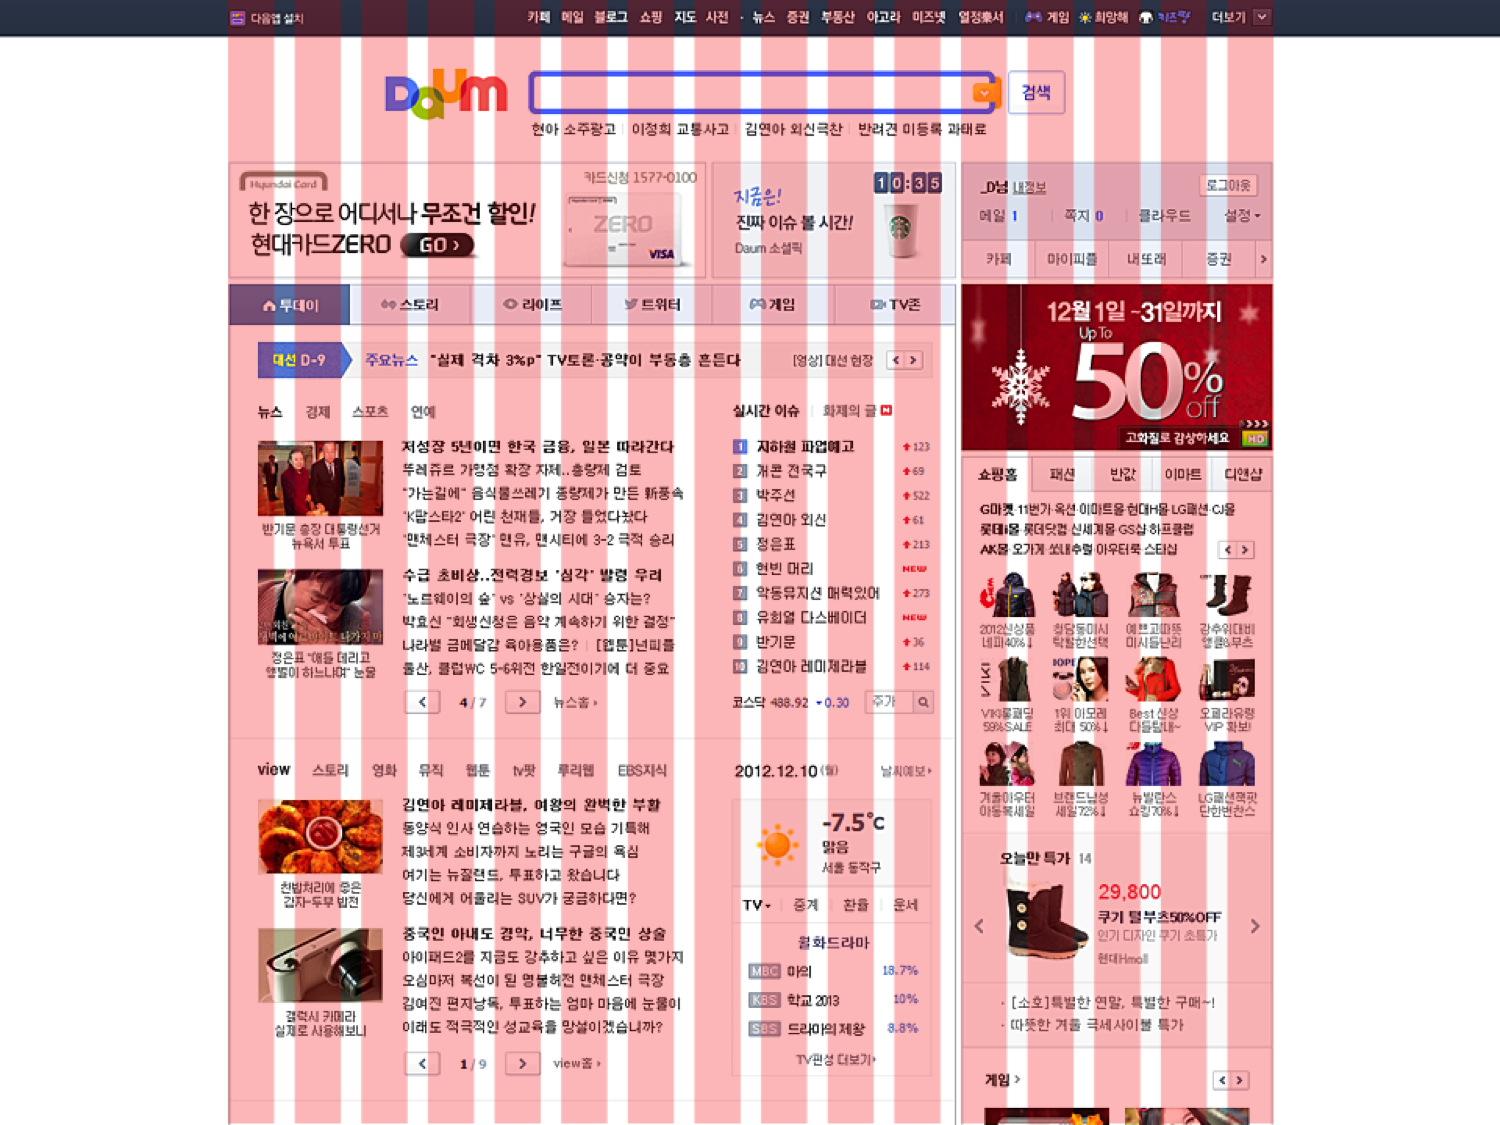 다음앱 설치
카페 메일 블로그 쇼핑 지도 사전 · 뉴스 증권 부동산 아고라 미즈넷 열정樂서 게임 희망해 키즈짱 더보기
Daum
검색
현아 소주광고 이정희 교통사고 김연아 외신극찬 반려견 미등록 과태료
Hyundai Card
카드신청 1577-0100
한 장으로 어디서나 무조건 할인!
현대카드ZERO GO ›
ZERO
VISA
지금은!
10:35
진짜 이슈 볼 시간!
Daum 소셜픽
_D님 내정보 로그아웃
메일 1 쪽지 0 클라우드 설정
카페 마이피플 내또래 증권
투데이 스토리 라이프 트위터 게임 TV존
12월 1일 ~31일까지
Up To
50% off
고화질로 감상하세요 HD
대선 D-9 주요뉴스 "실제 격차 3%p" TV토론·공약이 부동층 흔든다 [영상] 대선 현장
뉴스 경제 스포츠 연예
저성장 5년이면 한국 금융, 일본 따라간다
뚜레쥬르 가맹점 확장 자제..총량제 검토
"가는길에" 음식물쓰레기 종량제가 만든 新풍속
"K팝스타2" 어린 천재들, 거장 들었다놨다
"맨체스터 극장" 맨유, 맨시티에 3-2 극적 승리
반기문 총장 대통령선거
뉴욕서 투표
수급 초비상..전력경보 '심각' 발령 우려
"노르웨이의 숲" vs "상실의 시대" 승자는?
박효신 "회생신청은 음악 계속하기 위한 결정"
나라별 금메달감 육아용품은? [웹툰]넌피플
울산, 클럽WC 5-6위전 한일전이기에 더 중요
정은표 "애들 데리고
4 / 7 뉴스홈
실시간 이슈 화제의 글 N
1 지하철 파업예고 123
2 개콘 전국구 69
3 박주선 522
4 김연아 외신 61
5 정은표 213
6 현빈 머리 NEW
7 악동뮤지션 매력있어 273
8 유희열 다스베이더 NEW
9 반기문 36
10 김연아 레미제라블 114
코스닥 488.92 0.30 주가
쇼핑홈 패션 반값 이마트 디앤샵
G마켓·11번가·옥션·이마트몰·현대H몰·LG패션·CJ몰
롯데i몰·롯데닷컴·신세계몰·GS샵·하프클럽
AK몰·오가게·쏘내추럴·아우터룩·스타샵
2012신상품
네파40%↓
청담동미시
탁월한선택
예쁘고따뜻
미시들난리
강추위대비
앵클&부츠
59%SALE
IOPE
1위 아모레
최대 50%↓
Best 신상
다들탐내~
오페라유령
VIP 확보!
겨울아우터
아동복세일
브랜드남성
세일72%↓
뉴발란스
쇼킹70%↓
LG패션잭팟
단한번찬스
view 스토리 영화 뮤직 웹툰 tv팟 루리웹 EBS지식
김연아 레미제라블, 여왕의 완벽한 부활
동양식 인사 연습하는 영국인 모습 기특해
제3세계 소비자까지 노리는 구글의 욕심
여기는 뉴질랜드, 투표하고 왔습니다
당신에게 어울리는 SUV가 궁금하다면?
찬밥처리에 좋은
감자-두부 밥전
중국인 아내도 경악, 너무한 중국인 상술
아이패드2를 지금도 강추하고 싶은 이유 몇가지
오심마저 복선이 된 명불허전 맨체스터 극장
김여진 편지낭독, 투표하는 엄마 마음에 눈물이
이래도 적극적인 성교육을 망설이겠습니까?
갤럭시 카메라
실제로 사용해보니
1 / 9 view홈
2012.12.10 (월) 날씨예보
-7.5℃
맑음
서울 동작구
TV 중계 환율 운세
월화드라마
MBC 마의 18.7%
KBS 학교 2013 10%
SBS 드라마의 제왕 8.8%
TV편성 더보기
오늘만 특가 14
29,800
쿠기 털부츠50%OFF
인기 디자인 쿠기 초특가
현대Hmall
· [소호]특별한 연말, 특별한 구매~!
· 따뜻한 겨울 극세사이불 특가
게임